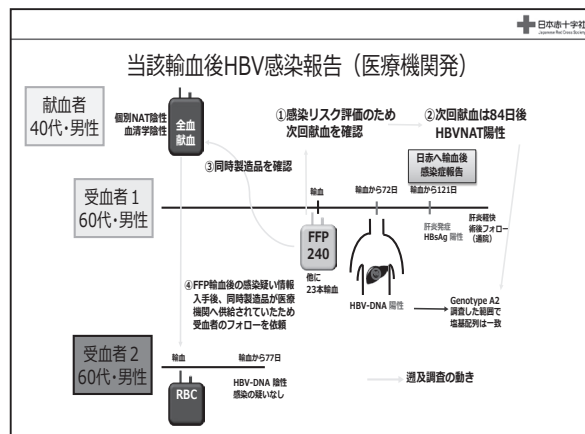 日本赤十字社
Japanese Red Cross Society
当該輸血後HBV感染報告（医療機関発）
献血者
40代・男性
個別NAT陰性
血清学陰性
全血
献血
①感染リスク評価のため
次回献血を確認
②次回献血は84日後
HBVNAT陽性
③同時製造品を確認
日赤へ輸血後
感染症報告
受血者1
60代・男性
輸血
輸血から72日
輸血から121日
FFP
240
他に
23本輸血
HBV-DNA 陽性
肝炎発症
HBsAg 陽性
肝炎軽快
術後フォロー
（通院）
④FFP輸血後の感染疑い情報
入手後、同時製造品が医療
機関へ供給されていたため
受血者のフォローを依頼
Genotype A2
調査した範囲で
塩基配列は一致
受血者2
60代・男性
輸血
輸血から77日
RBC
HBV-DNA 陰性
感染の疑いなし
遡及調査の動き